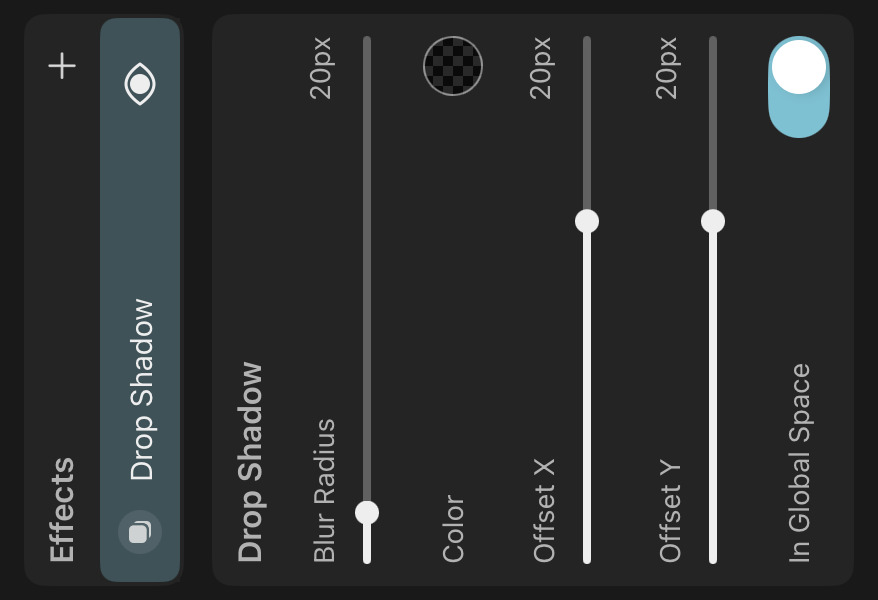 Effects
Drop Shadow
Drop Shadow
Blur Radius 20px
Color
Offset X 20px
Offset Y 20px
In Global Space